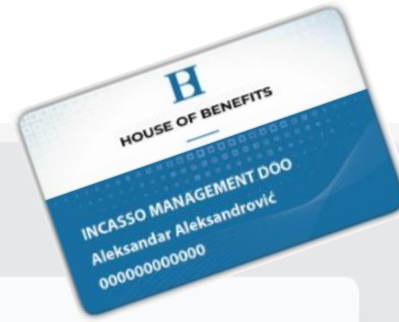 HOUSE OF BENEFITS
INCASSO MANAGEMENT DOO
Aleksandar Aleksandrović
000000000000